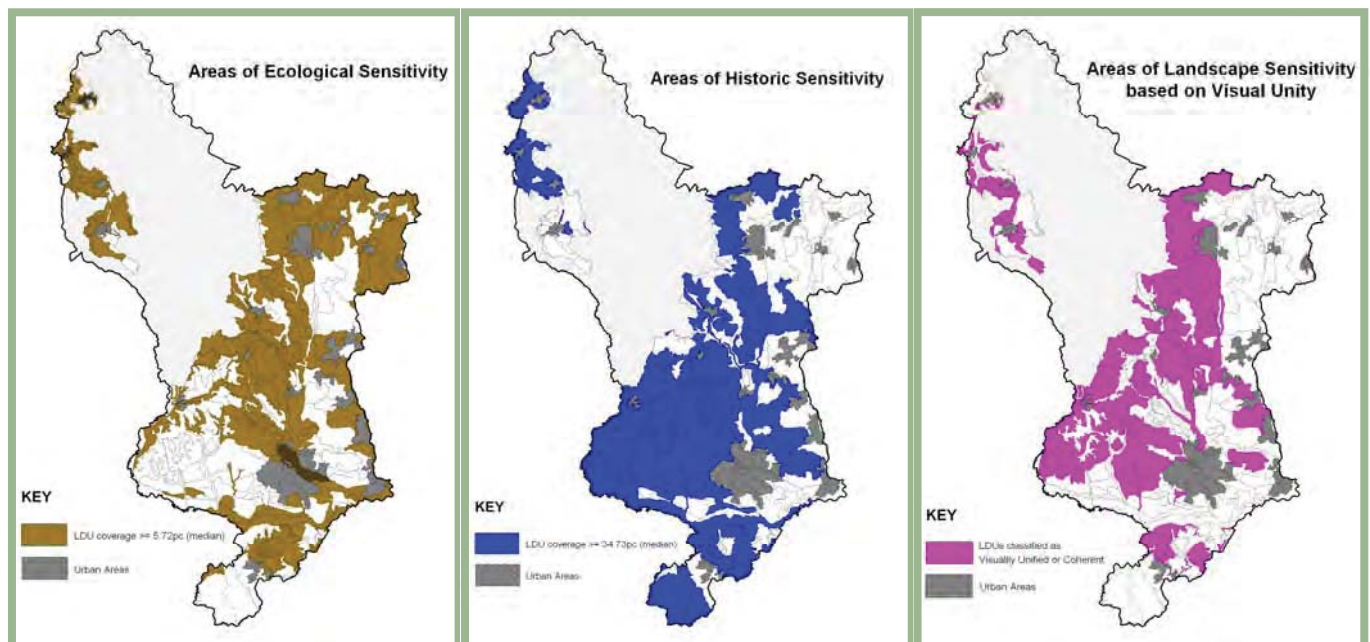 Areas of Ecological Sensitivity
KEY
LDU coverage >= 5.72pc (median)
Urban Areas
Areas of Historic Sensitivity
KEY
LDU coverage >= 34.73pc (median)
Urban Areas
Areas of Landscape Sensitivity
based on Visual Unity
KEY
LDUs classified as
Visually Unified or Coherent
Urban Areas